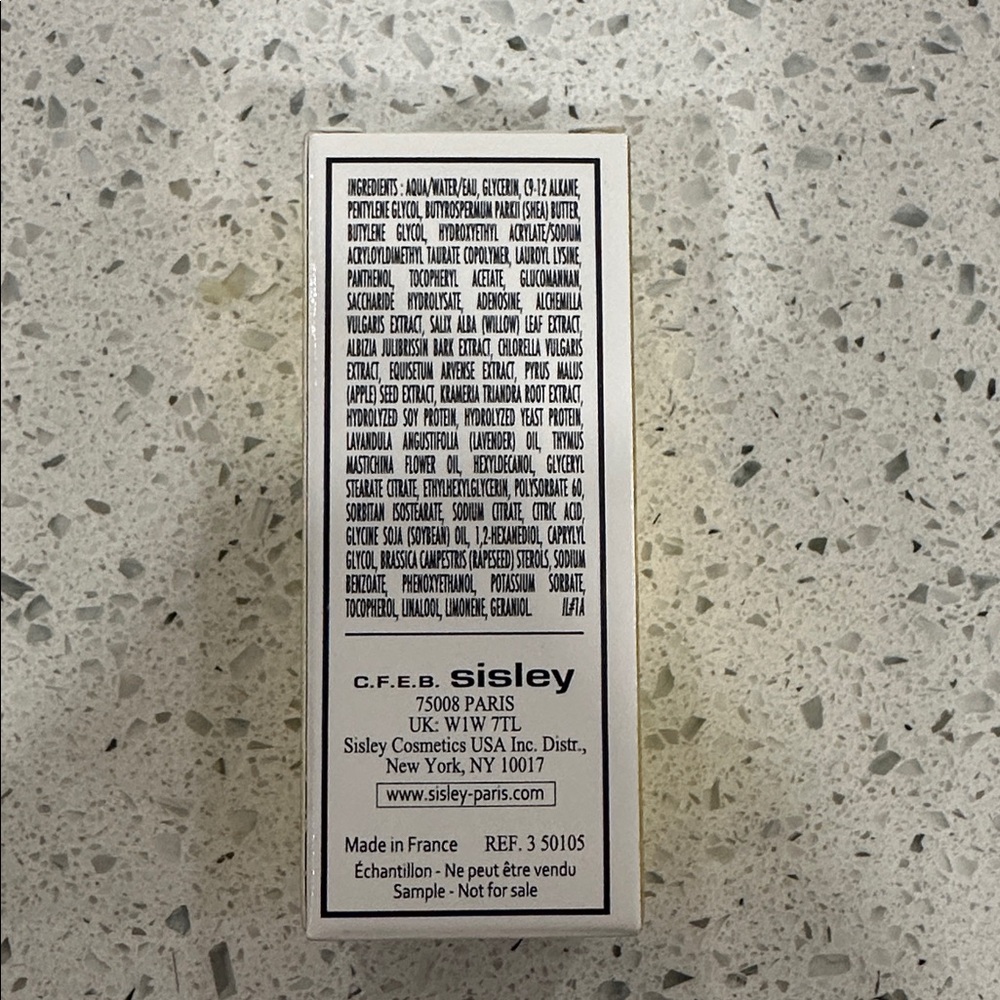 INGREDIENTS : AQUA/WATER/EAU, GLYCERIN, C9-12 ALKANE,
PENTYLENE GLYCOL, BUTYROSPERMUM PARKII (SHEA) BUTTER,
BUTYLENE GLYCOL, HYDROXYETHYL ACRYLATE/SODIUM
ACRYLOYLDIMETHYL TAURATE COPOLYMER, LAUROYL LYSINE,
PANTHENOL, TOCOPHERYL ACETATE, GLUCOMANNAN,
SACCHARIDE HYDROLYSATE, ADENOSINE, ALCHEMILLA
VULGARIS EXTRACT, SALIX ALBA (WILLOW) LEAF EXTRACT,
ALBIZIA JULIBRISSIN BARK EXTRACT, CHLORELLA VULGARIS
EXTRACT, EQUISETUM ARVENSE EXTRACT, PYRUS MALUS
(APPLE) SEED EXTRACT, KRAMERIA TRIANDRA ROOT EXTRACT,
HYDROLYZED SOY PROTEIN, HYDROLYZED YEAST PROTEIN,
LAVANDULA ANGUSTIFOLIA (LAVENDER) OIL, THYMUS
MASTICHINA FLOWER OIL, HEXYLDECANOL, GLYCERYL
STEARATE CITRATE, ETHYLHEXYLGLYCERIN, POLYSORBATE 60,
SORBITAN ISOSTEARATE, SODIUM CITRATE, CITRIC ACID,
GLYCINE SOJA (SOYBEAN) OIL, 1,2-HEXANEDIOL, CAPRYLYL
GLYCOL, BRASSICA CAMPESTRIS (RAPESEED) STEROLS, SODIUM
BENZOATE, PHENOXYETHANOL, POTASSIUM SORBATE,
TOCOPHEROL, LINALOOL, LIMONENE, GERANIOL. IL#1A
C.F.E.B. sisley
75008 PARIS
UK: W1W 7TL
Sisley Cosmetics USA Inc. Distr.,
New York, NY 10017
www.sisley-paris.com
Made in France REF. 3 50105
Échantillon - Ne peut être vendu
Sample - Not for sale